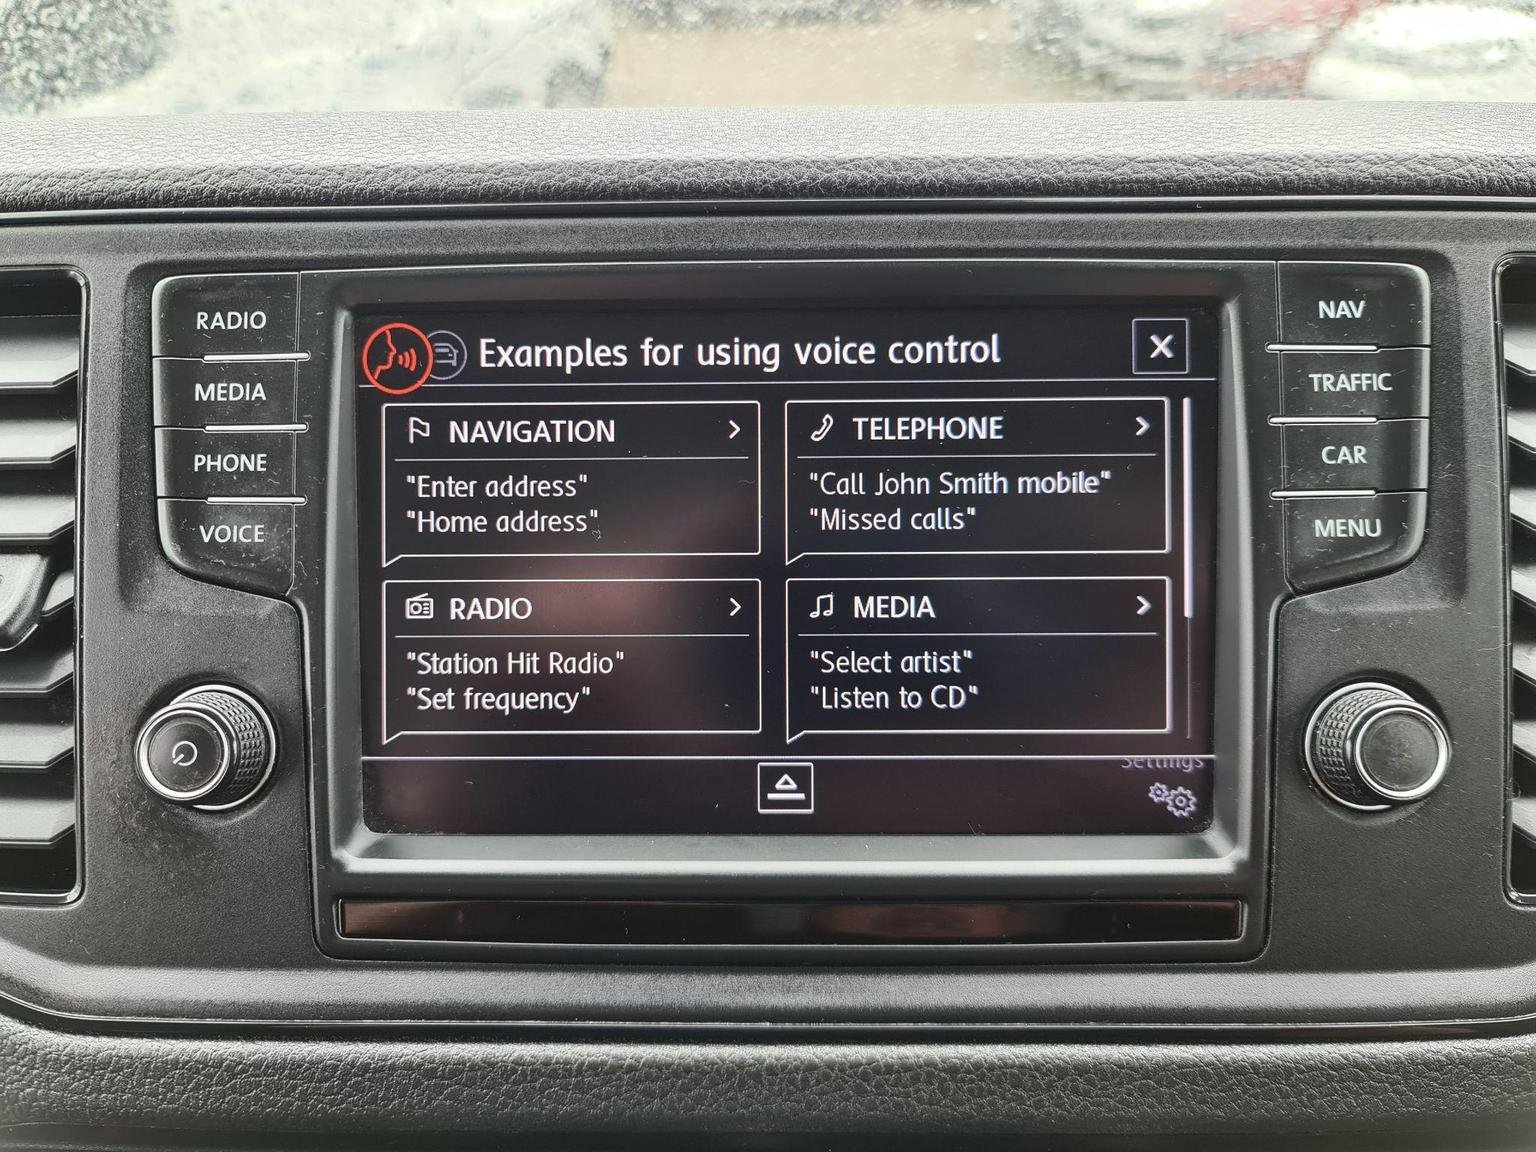 RADIO
MEDIA
PHONE
VOICE
Examples for using voice control
NAVIGATION
"Enter address"
"Home address"
TELEPHONE
"Call John Smith mobile"
"Missed calls"
RADIO
"Station Hit Radio"
"Set frequency"
MEDIA
"Select artist"
"Listen to CD"
Settings
NAV
TRAFFIC
CAR
MENU